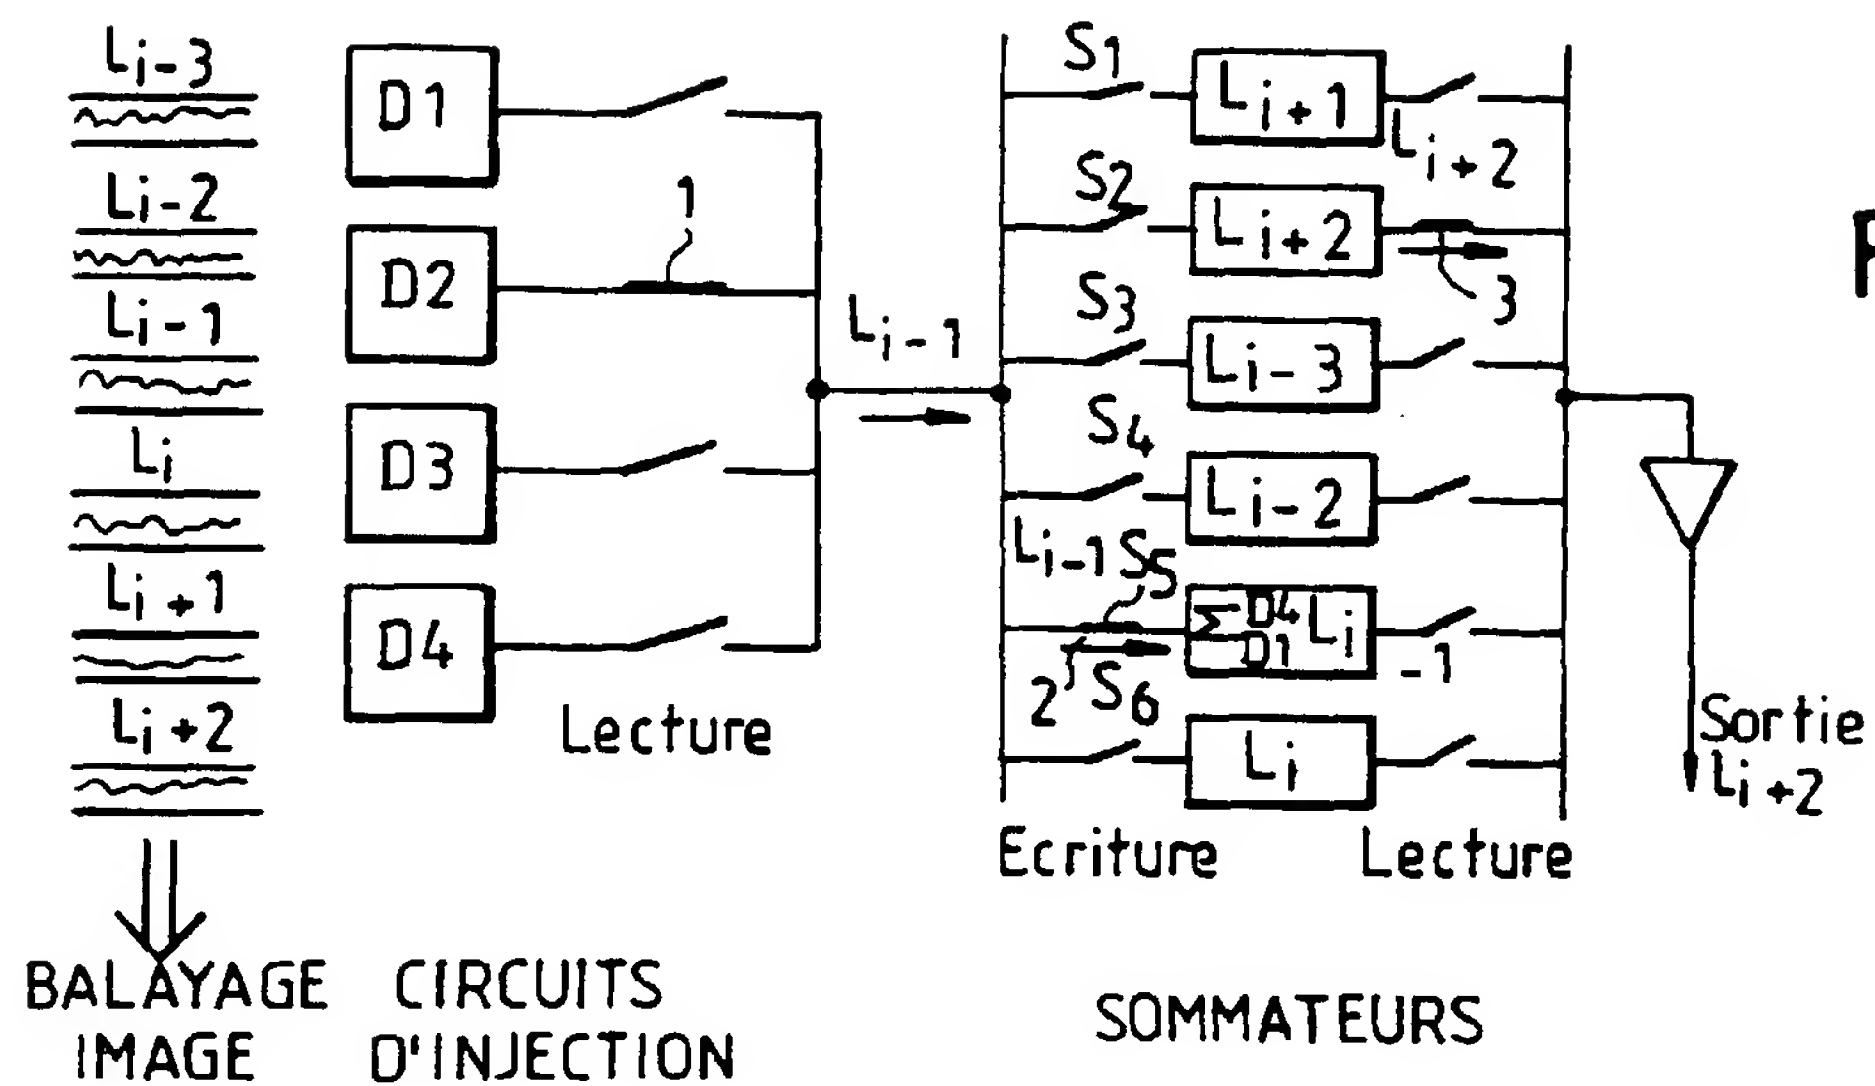 Li-3
Li-2
Li-1
Li
Li+1
Li+2
BALAYAGE
IMAGE
D1
D2
D3
D4
1
Lecture
CIRCUITS
D'INJECTION
Li-1
S1
Li+1
Li+2
S2
Li+2
3
S3
Li-3
S4
Li-2
Li-1 S5
Σ D4 Li
D1 -1
2 S6
Li
Ecriture
Lecture
SOMMATEURS
Sortie
Li+2